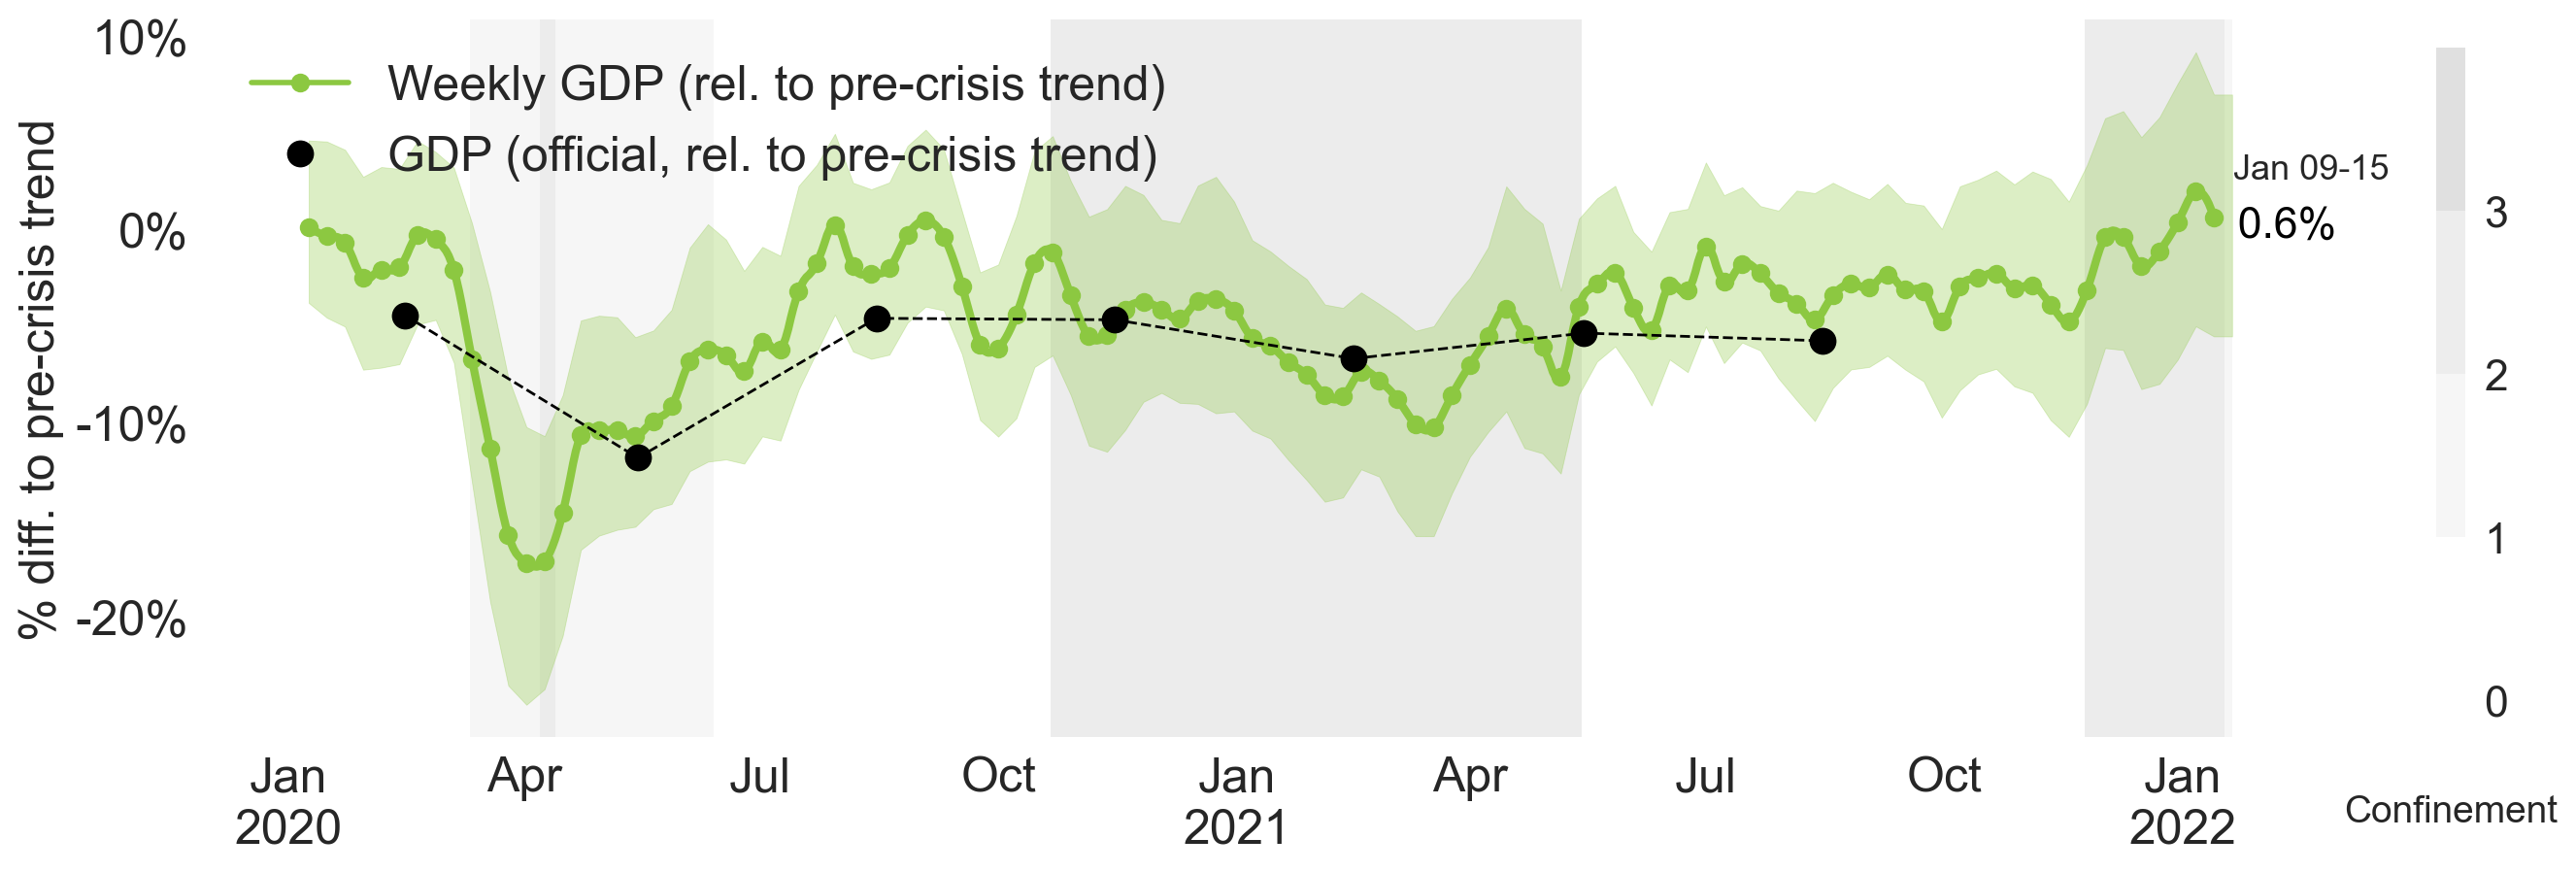 10%
0%
-10%
-20%
% diff. to pre-crisis trend
Weekly GDP (rel. to pre-crisis trend)
GDP (official, rel. to pre-crisis trend)
Jan 09-15
0.6%
3
2
1
0
Confinement
Jan
2020
Apr
Jul
Oct
Jan
2021
Apr
Jul
Oct
Jan
2022